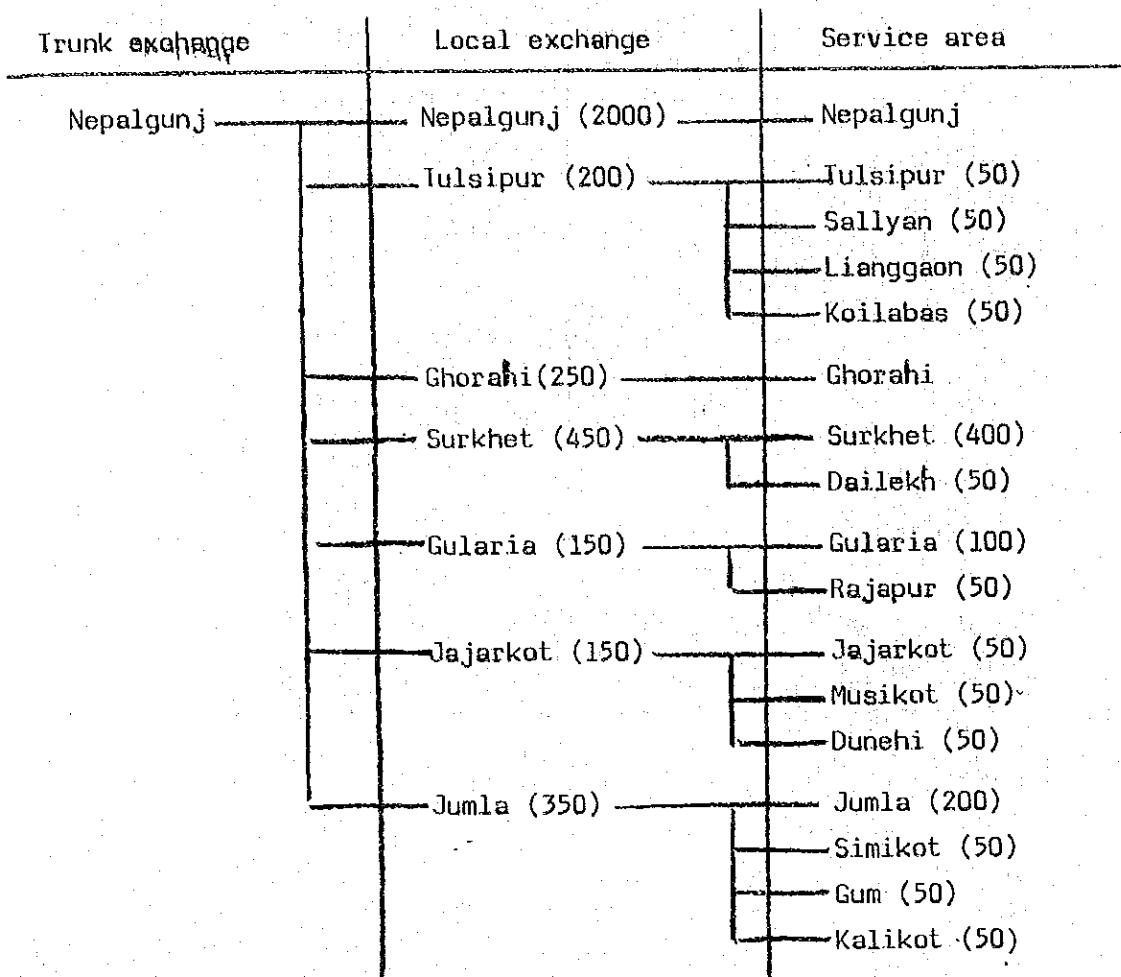 Trunk exchange Local exchange Service area
Nepalgunj Nepalgunj (2000) Nepalgunj
Tulsipur (200) Tulsipur (50)
Sallyan (50)
Lianggaon (50)
Koilabas (50)
Ghorahi(250) Ghorahi
Surkhet (450) Surkhet (400)
Dailekh (50)
Gularia (150) Gularia (100)
Rajapur (50)
Jajarkot (150) Jajarkot (50)
Musikot (50)
Dunehi (50)
Jumla (350) Jumla (200)
Simikot (50)
Gum (50)
Kalikot (50)